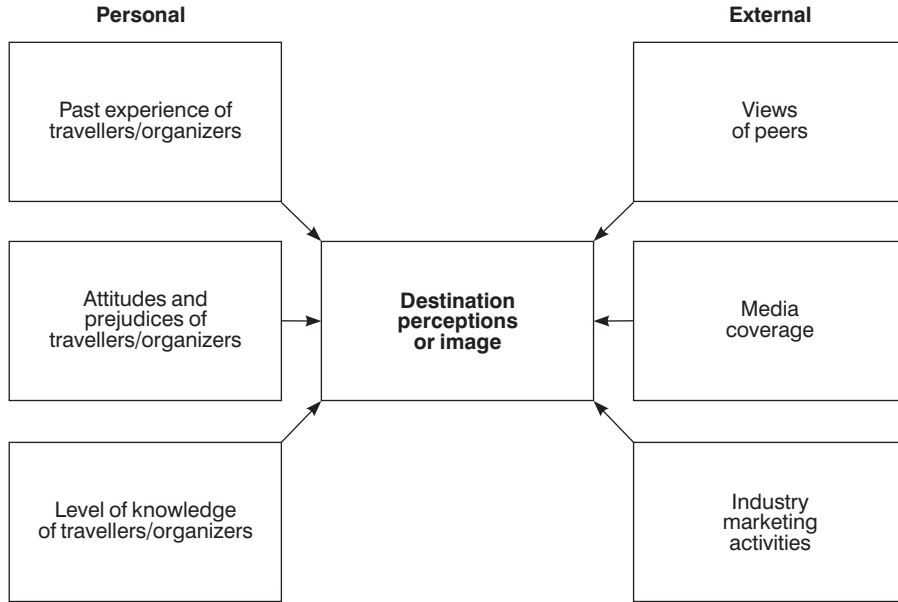 Personal
External
Past experience of
travellers/organizers
Views
of peers
Attitudes and
prejudices of
travellers/organizers
Destination
perceptions
or image
Media
coverage
Level of knowledge
of travellers/organizers
Industry
marketing
activities